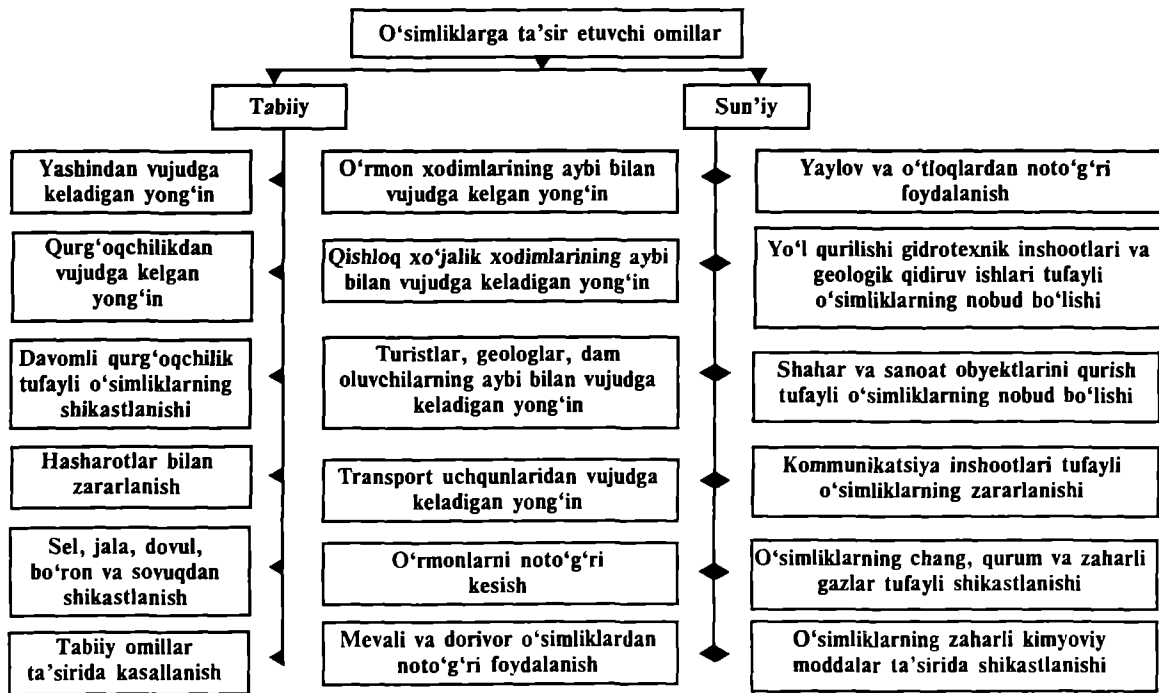 O‘simliklarga ta’sir etuvchi omillar
Tabiiy
Sun’iy
Yashindan vujudga
keladigan yong‘in
Qurg‘oqchilikdan
vujudga kelgan
yong‘in
Davomli qurg‘oqchilik
tufayli o‘simliklarning
shikastlanishi
Hasharotlar bilan
zararlanish
Sel, jala, dovul,
bo‘ron va sovuqdan
shikastlanish
Tabiiy omillar
ta’sirida kasallanish
O‘rmon xodimlarining aybi bilan
vujudga kelgan yong‘in
Qishloq xo‘jalik xodimlarining aybi
bilan vujudga keladigan yong‘in
Turistlar, geologlar, dam
oluvchilarning aybi bilan vujudga
keladigan yong‘in
Transport uchqunlaridan vujudga
keladigan yong‘in
O‘rmonlarni noto‘g‘ri
kesish
Mevali va dorivor o‘simliklardan
noto‘g‘ri foydalanish
Yaylov va o‘tloqlardan noto‘g‘ri
foydalanish
Yo‘l qurilishi gidrotexnik inshootlari va
geologik qidiruv ishlari tufayli
o‘simliklarning nobud bo‘lishi
Shahar va sanoat obyektlarini qurish
tufayli o‘simliklarning nobud bo‘lishi
Kommunikatsiya inshootlari tufayli
o‘simliklarning zararlanishi
O‘simliklarning chang, qurum va zaharli
gazlar tufayli shikastlanishi
O‘simliklarning zaharli kimyoviy
moddalar ta’sirida shikastlanishi